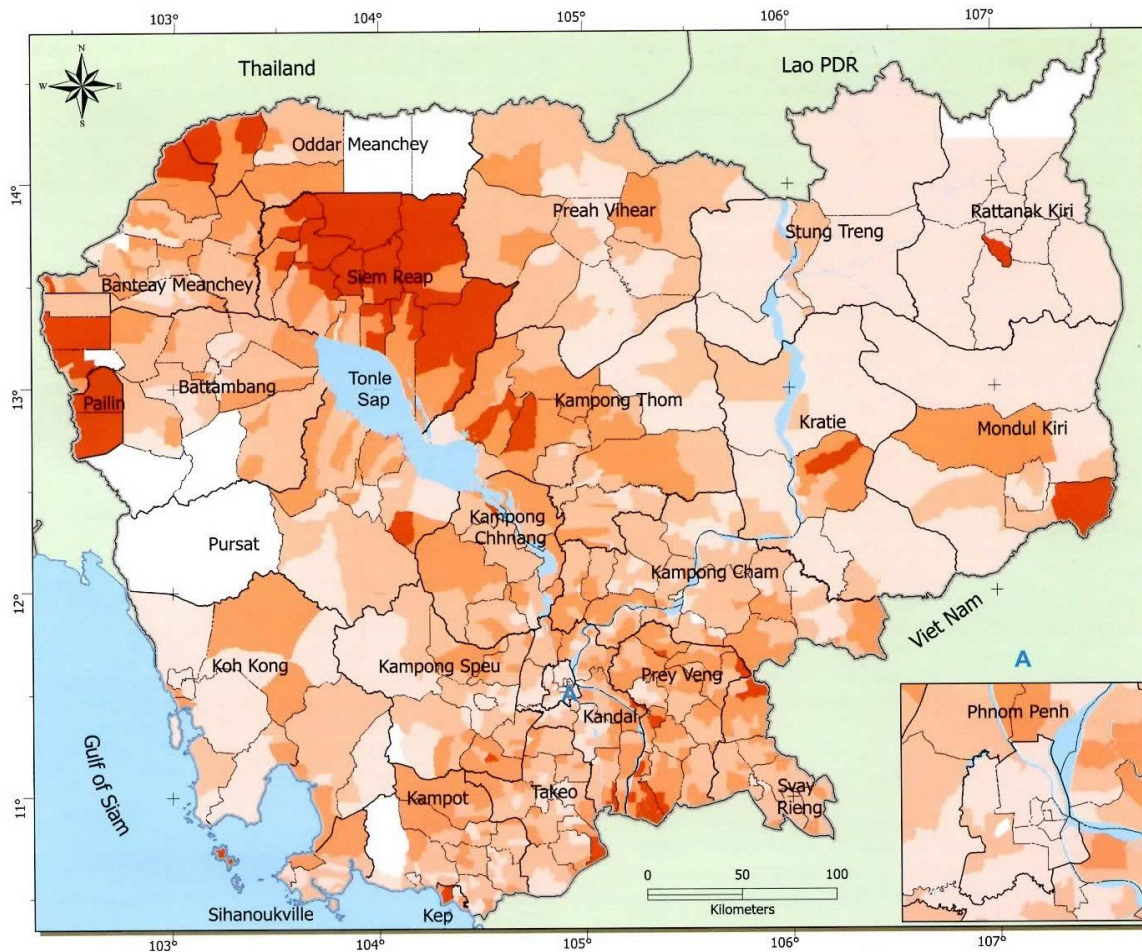 103°
104°
105°
106°
107°
N
W
E
S
Thailand
Lao PDR
Oddar Meanchey
14°
Preah Vihear
Stung Treng
Rattanak Kiri
Siem Reap
Banteay Meanchey
Tonle
Sap
Battambang
Pailin
13°
Kampong Thom
Kratie
Mondul Kiri
Kampong
Chhnang
Pursat
Kampong Cham
12°
Viet Nam
Koh Kong
Kampong Speu
Prey Veng
A
Kandal
Gulf of Siam
11°
Kampot
Takeo
Svay
Rieng
0
50
100
Kilometers
Sihanoukville
Kep
A
Phnom Penh
103°
104°
105°
106°
107°